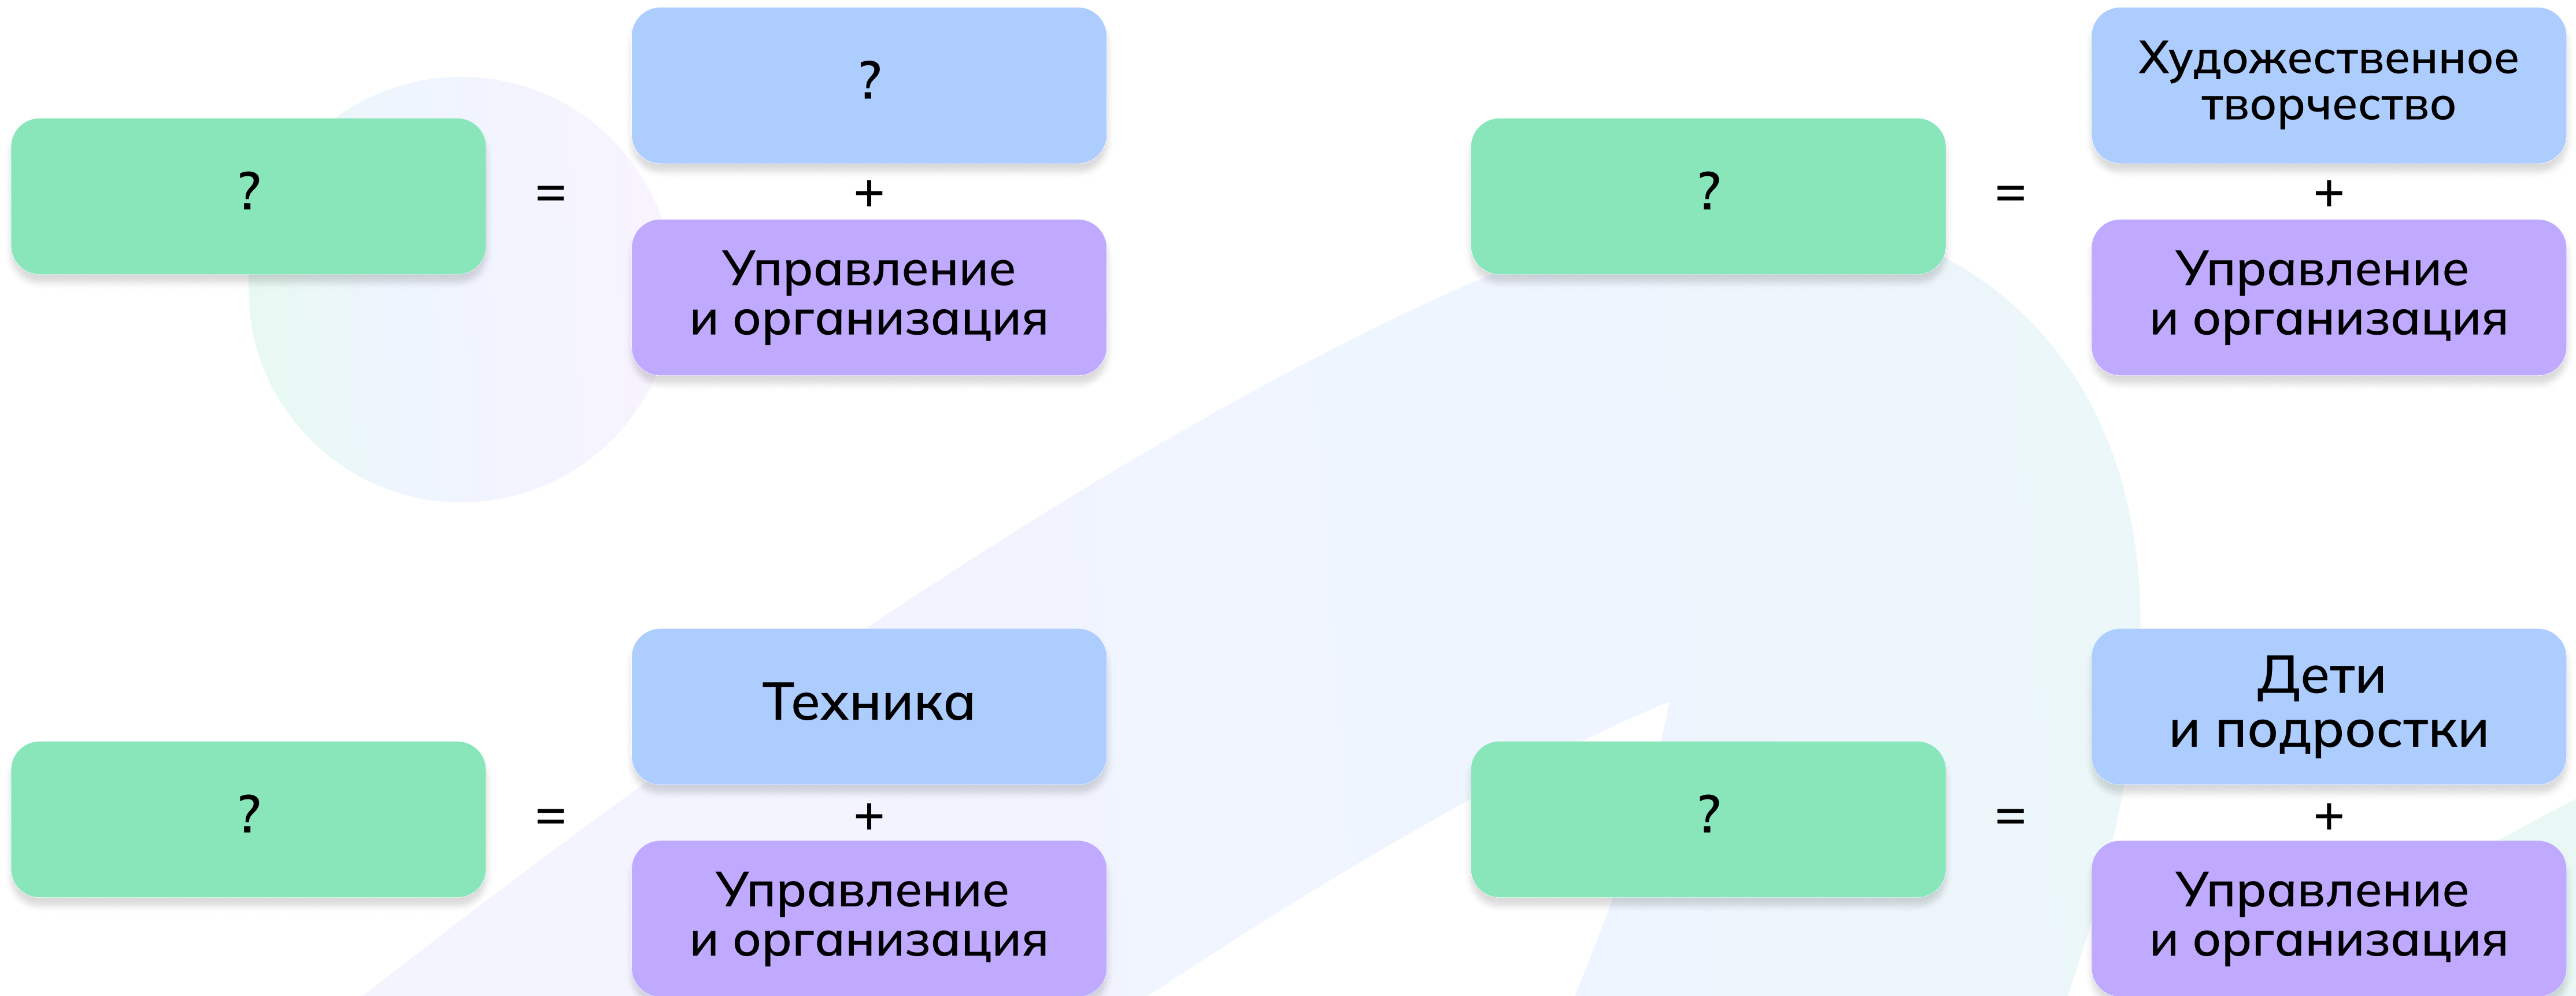 ?
=
?
+
Управление
и организация
?
=
Художественное
творчество
+
Управление
и организация
?
=
Техника
+
Управление
и организация
?
=
Дети
и подростки
+
Управление
и организация